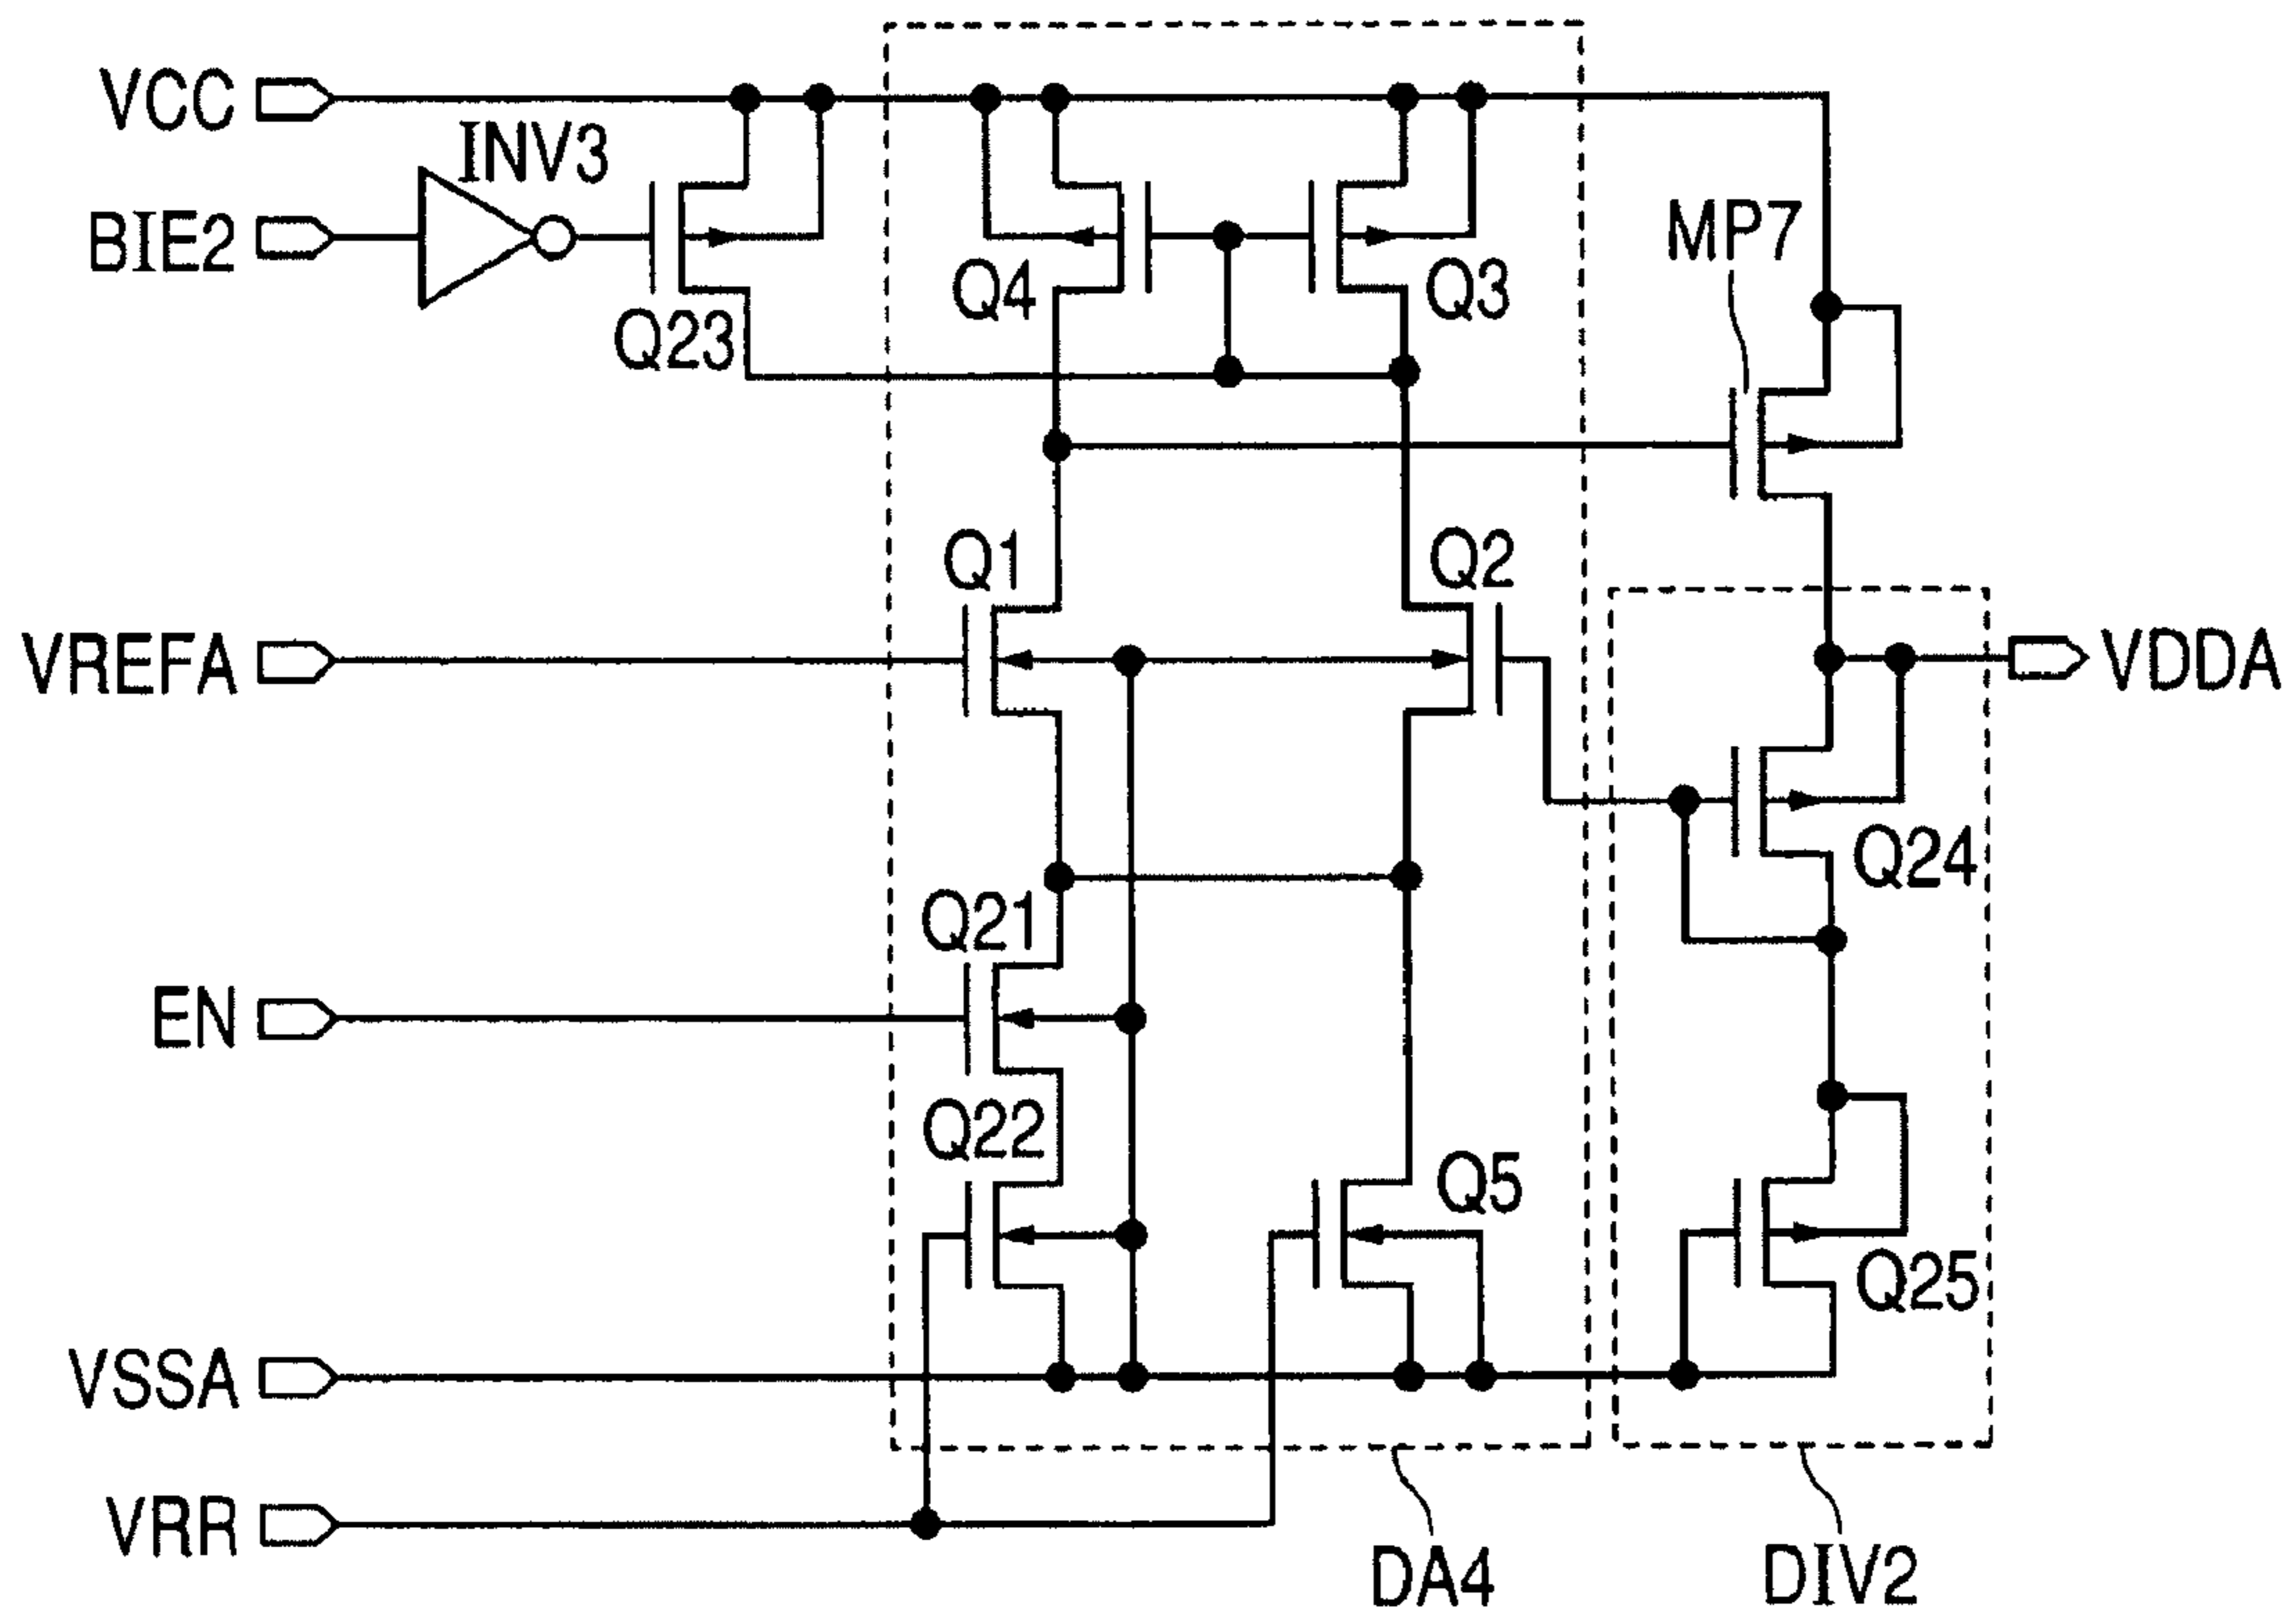 VCC
INV3
BIE2
MP7
Q4
Q3
Q23
Q1
Q2
VREFA
VDDA
Q24
Q21
EN
Q22
Q5
Q25
VSSA
VRR
DA4
DIV2